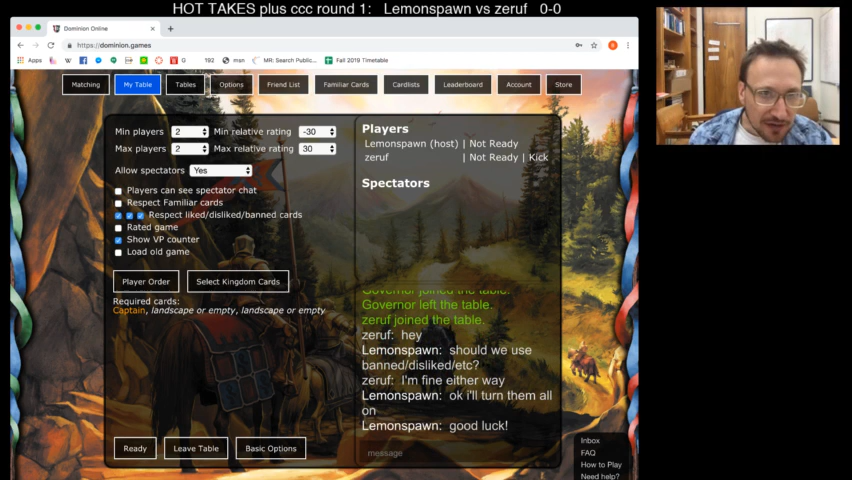 HOT TAKES plus ccc round 1: Lemonspawn vs zeruf 0-0
Dominion Online
https://dominion.games
Apps
G
192
msn
MR: Search Public...
Fall 2019 Timetable
Matching
My Table
Tables
Options
Friend List
Familiar Cards
Cardlists
Leaderboard
Account
Store
Min players 2 Min relative rating -30
Max players 2 Max relative rating 30
Allow spectators Yes
Players can see spectator chat
Respect Familiar cards
Respect liked/disliked/banned cards
Rated game
Show VP counter
Load old game
Player Order
Select Kingdom Cards
Required cards:
Captain, landscape or empty, landscape or empty
Ready
Leave Table
Basic Options
Players
Lemonspawn (host) | Not Ready
zeruf | Not Ready | Kick
Spectators
Governor joined the table.
Governor left the table.
zeruf joined the table.
zeruf: hey
Lemonspawn: should we use
banned/disliked/etc?
zeruf: I'm fine either way
Lemonspawn: ok i'll turn them all
on
Lemonspawn: good luck!
message
Inbox
FAQ
How to Play
Need help?